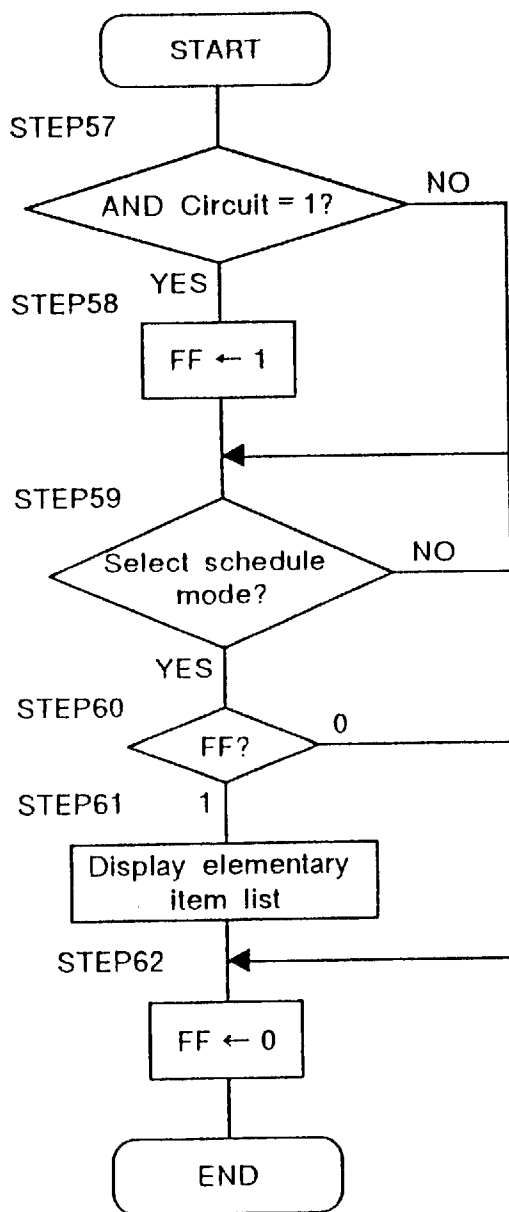 START
STEP57
AND Circuit = 1?
NO
YES
STEP58
FF ← 1
STEP59
Select schedule
mode?
NO
YES
STEP60
FF?
0
STEP61
1
Display elementary
item list
STEP62
FF ← 0
END